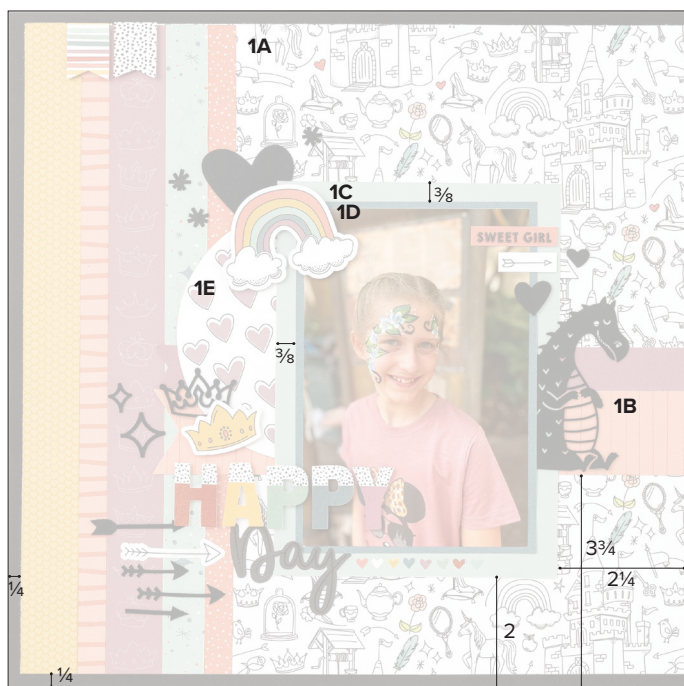 1A
1C
3/8
1D
SWEET GIRL
1E
3/8
1B
HAPPY
Day
3¾
2¼
¼
2
¼